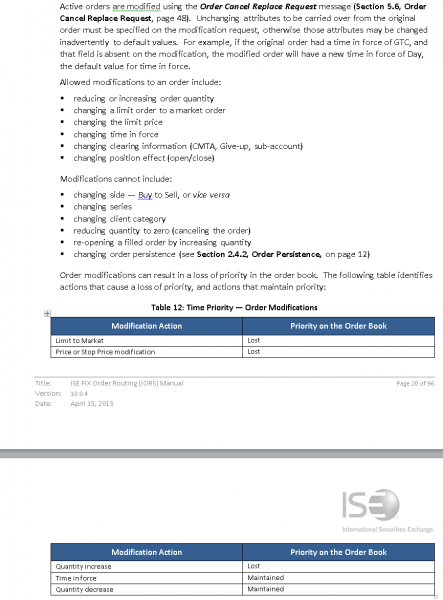 Active orders are modified using the Order Cancel Replace Request message (Section 5.6, Order
Cancel Replace Request, page 48). Unchanging attributes to be carried over from the original
order must be specified on the modification request, otherwise those attributes may be changed
inadvertently to default values. For example, if the original order had a time in force of GTC, and
that field is absent on the modification, the modified order will have a new time in force of Day,
the default value for time in force.
Allowed modifications to an order include:
▪ reducing or increasing order quantity
▪ changing a limit order to a market order
▪ changing the limit price
▪ changing time in force
▪ changing clearing information (CMTA, Give-up, sub-account)
▪ changing position effect (open/close)
Modifications cannot include:
▪ changing side — Buy to Sell, or vice versa
▪ changing series
▪ changing client category
▪ reducing quantity to zero (canceling the order)
▪ re-opening a filled order by increasing quantity
▪ changing order persistence (see Section 2.4.2, Order Persistence, on page 12)
Order modifications can result in a loss of priority in the order book. The following table identifies
actions that cause a loss of priority, and actions that maintain priority:
Table 12: Time Priority — Order Modifications
Modification Action Priority on the Order Book
Limit to Market Lost
Price or Stop Price modification Lost
Title: ISE FIX Order Routing (IORS) Manual Page 20 of 96
Version: 10.0.4
Date: April 15, 2015
ISE
International Securities Exchange.
Modification Action Priority on the Order Book
Quantity increase Lost
Time in force Maintained
Quantity decrease Maintained